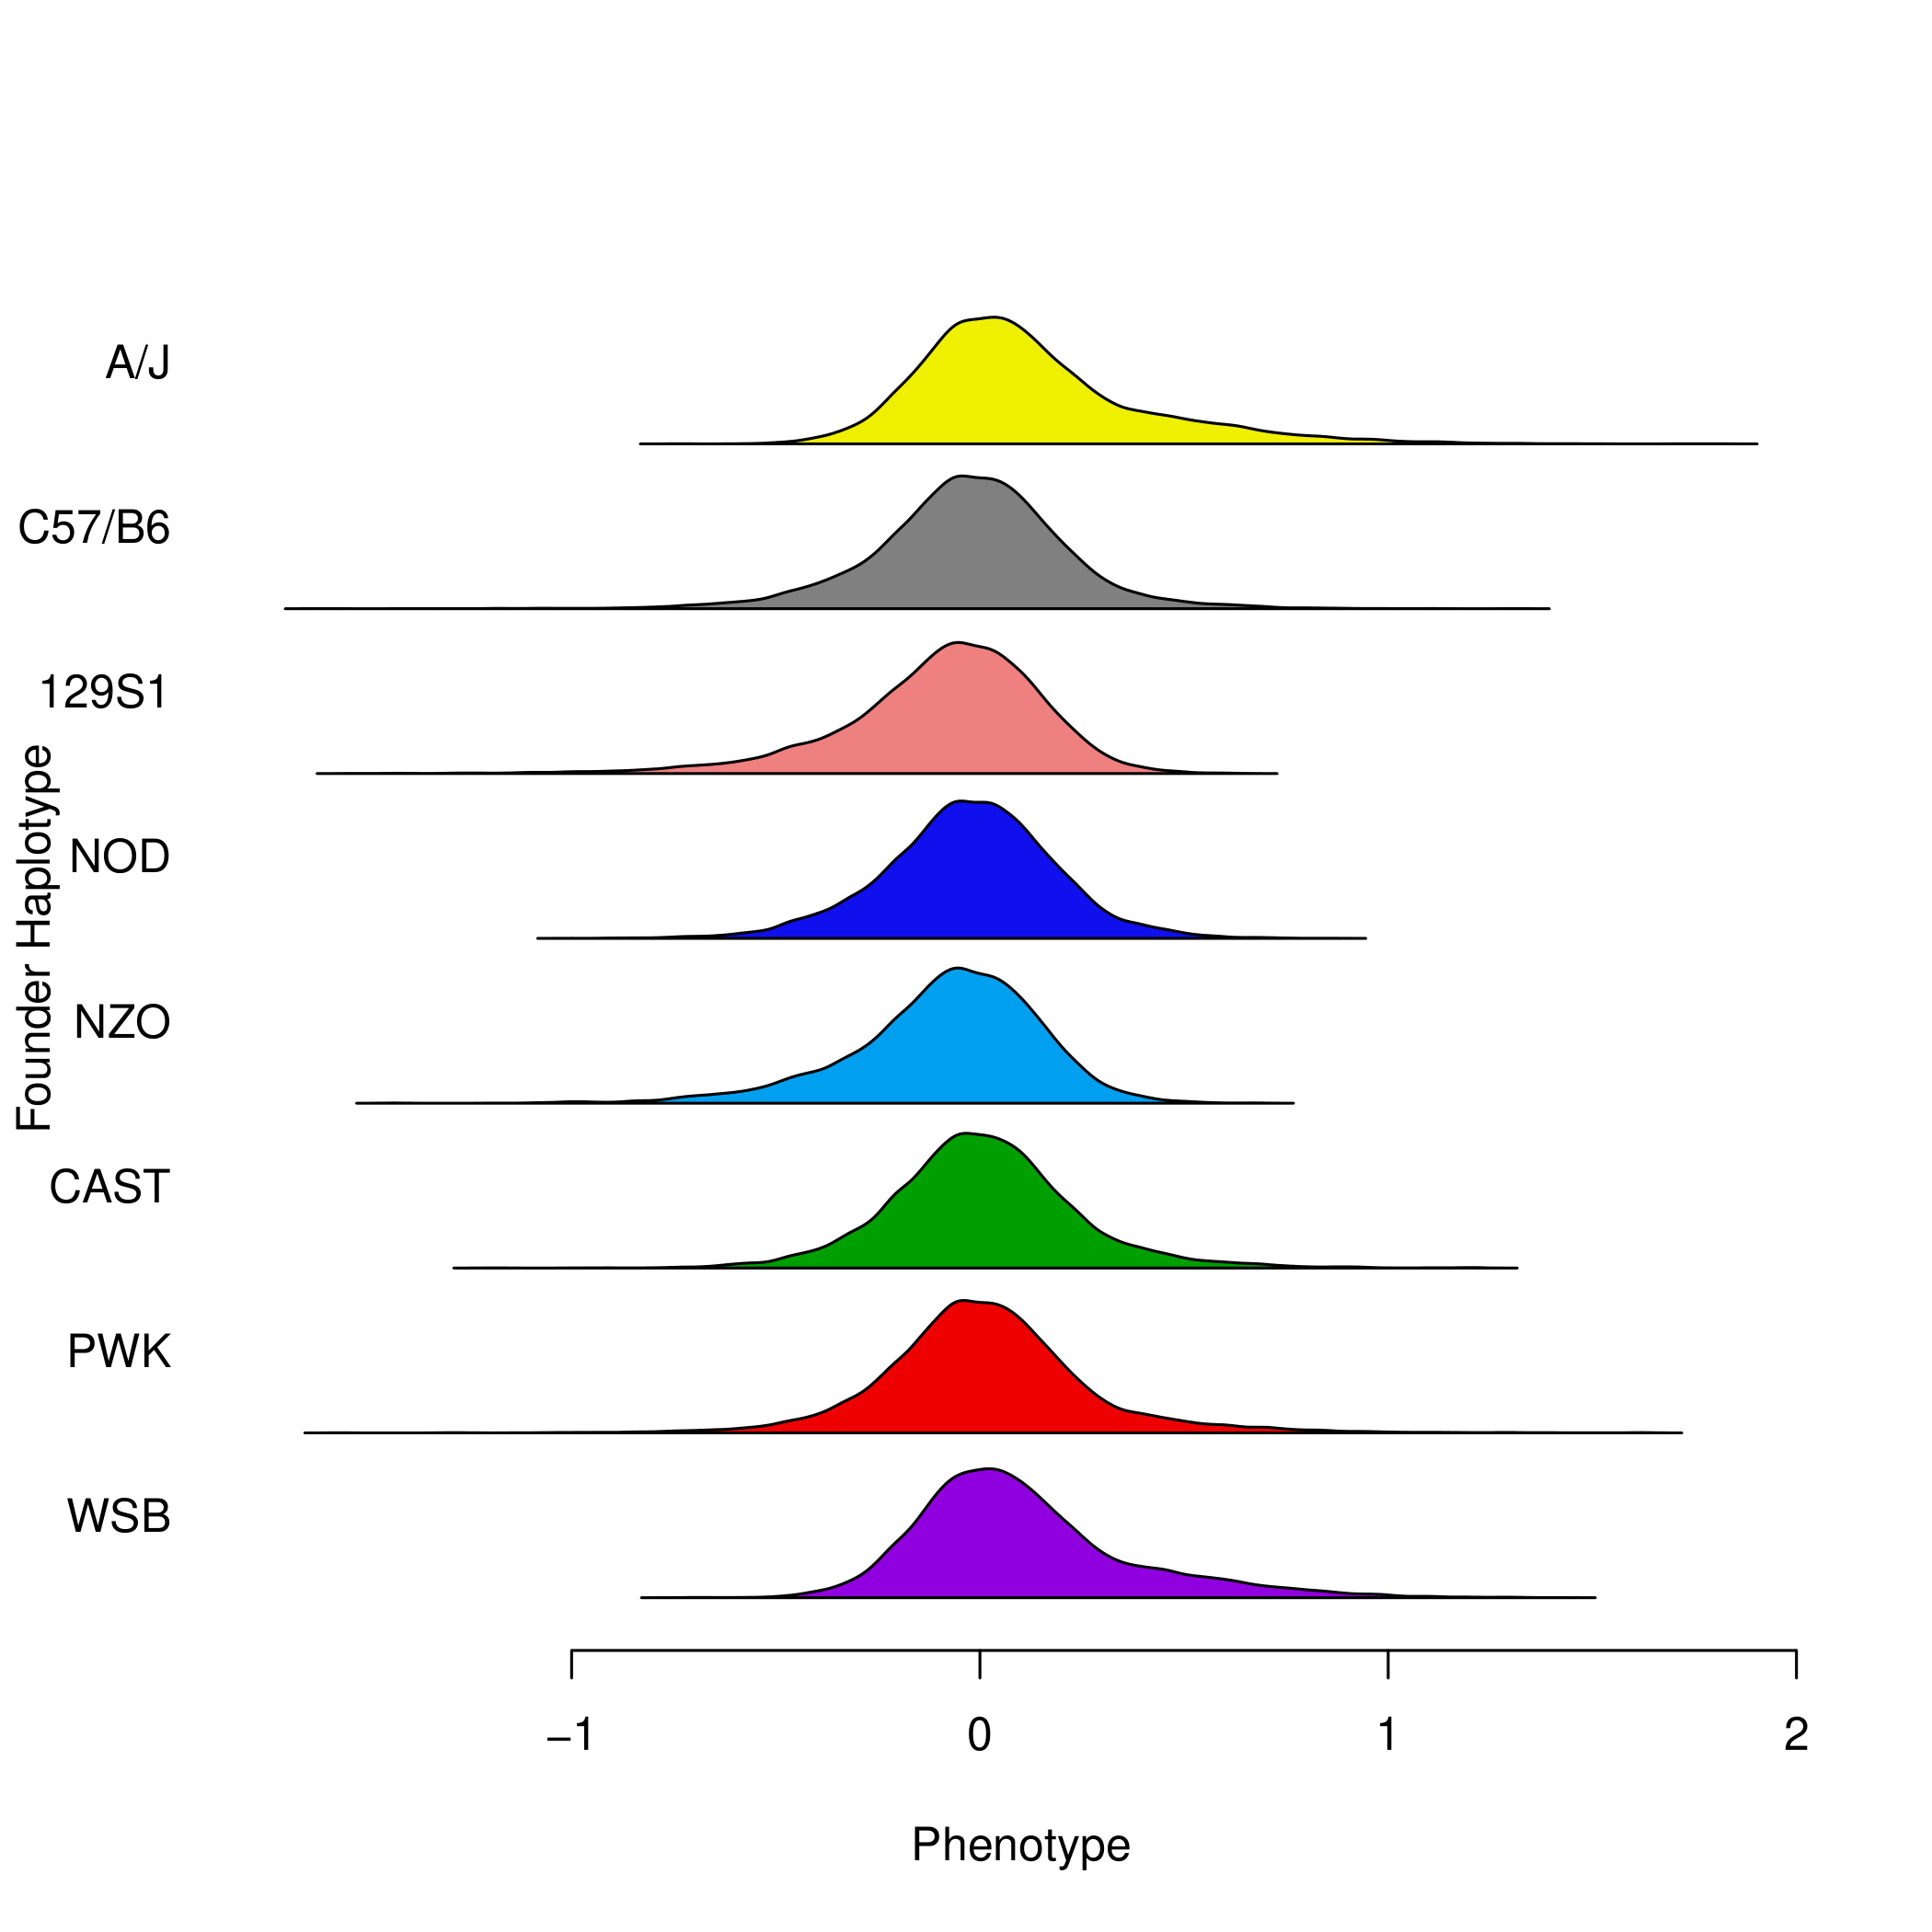 A/J
C57/B6
129S1
NOD
NZO
CAST
PWK
WSB
Founder Haplotype
−1 0 1 2
Phenotype